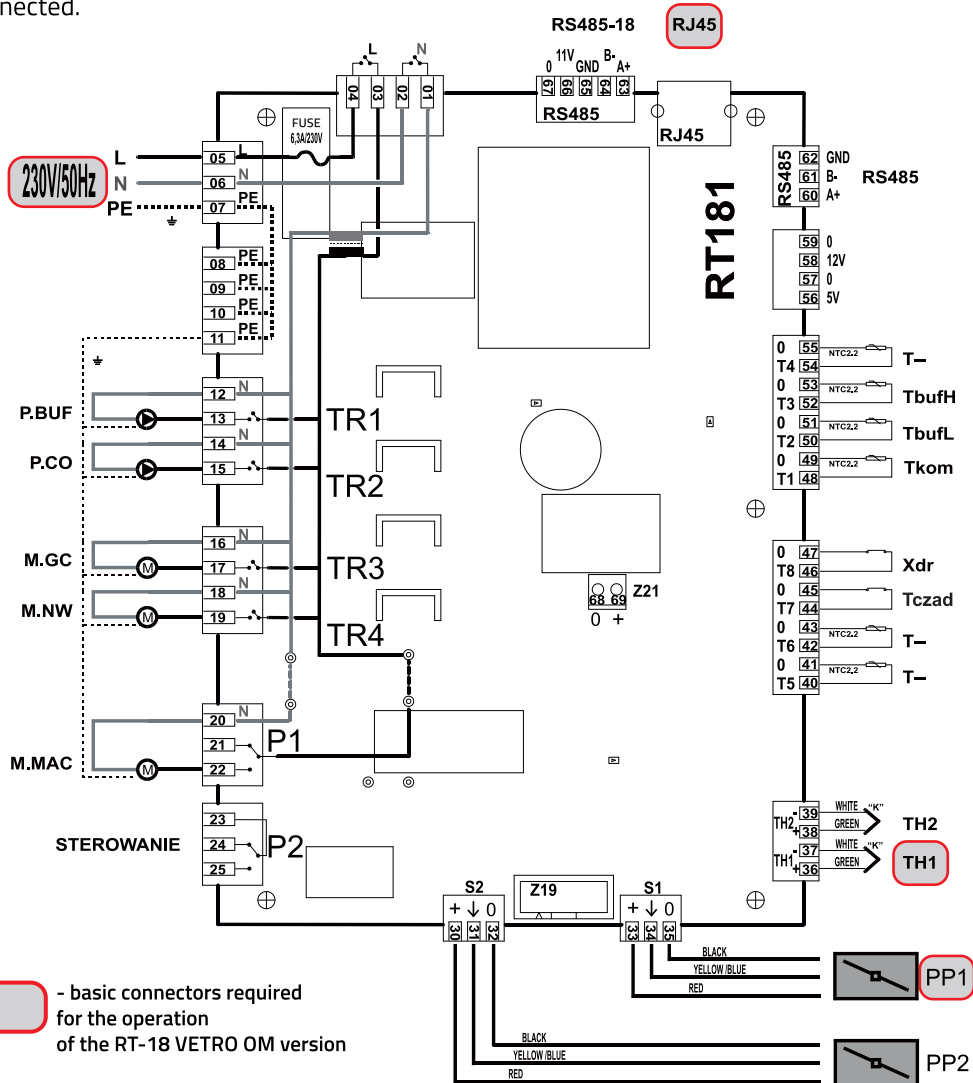 nected.
RS485-18 RJ45
L N
0 11V GND B- A+
67 66 65 64 63
RS485
RJ45
04 03 02 01
FUSE
6,3A/230V
230V/50Hz
L 05 L
N 06 N
PE 07 PE
08 PE
09 PE
10 PE
11 PE
RT181
RS485
62 GND
61 B-
60 A+
RS485
59 0
58 12V
57 0
56 5V
0 55
T4 54
NTC2.2
T–
0 53
T3 52
NTC2.2
TbufH
0 51
T2 50
NTC2.2
TbufL
0 49
T1 48
NTC2.2
Tkom
P.BUF
12 N
13
TR1
P.CO
14 N
15
TR2
M.GC
16 N
17
M
TR3
M.NW
18 N
19
M
TR4
68 69
0 +
Z21
0 47
T8 46
Xdr
0 45
T7 44
Tczad
0 43
T6 42
NTC2.2
T–
0 41
T5 40
NTC2.2
T–
M.MAC
20 N
21
22
M
P1
STEROWANIE
23
24
25
P2
TH2 - 39 WHITE "K"
+ 38 GREEN
TH2
TH1 - 37 WHITE "K"
+ 36 GREEN
TH1
S2
+ ↓ 0
30 31 32
Z19
S1
+ ↓ 0
33 34 35
BLACK
YELLOW /BLUE
RED
PP1
BLACK
YELLOW /BLUE
RED
PP2
- basic connectors required
for the operation
of the RT-18 VETRO OM version